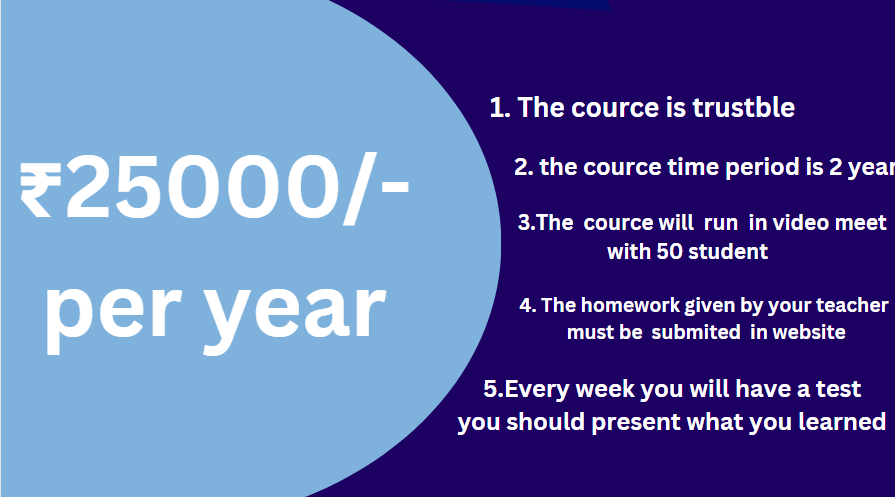 ₹25000/-
per year
1. The cource is trustble
2. the cource time period is 2 year
3.The cource will run in video meet
with 50 student
4. The homework given by your teacher
must be submited in website
5.Every week you will have a test
you should present what you learned